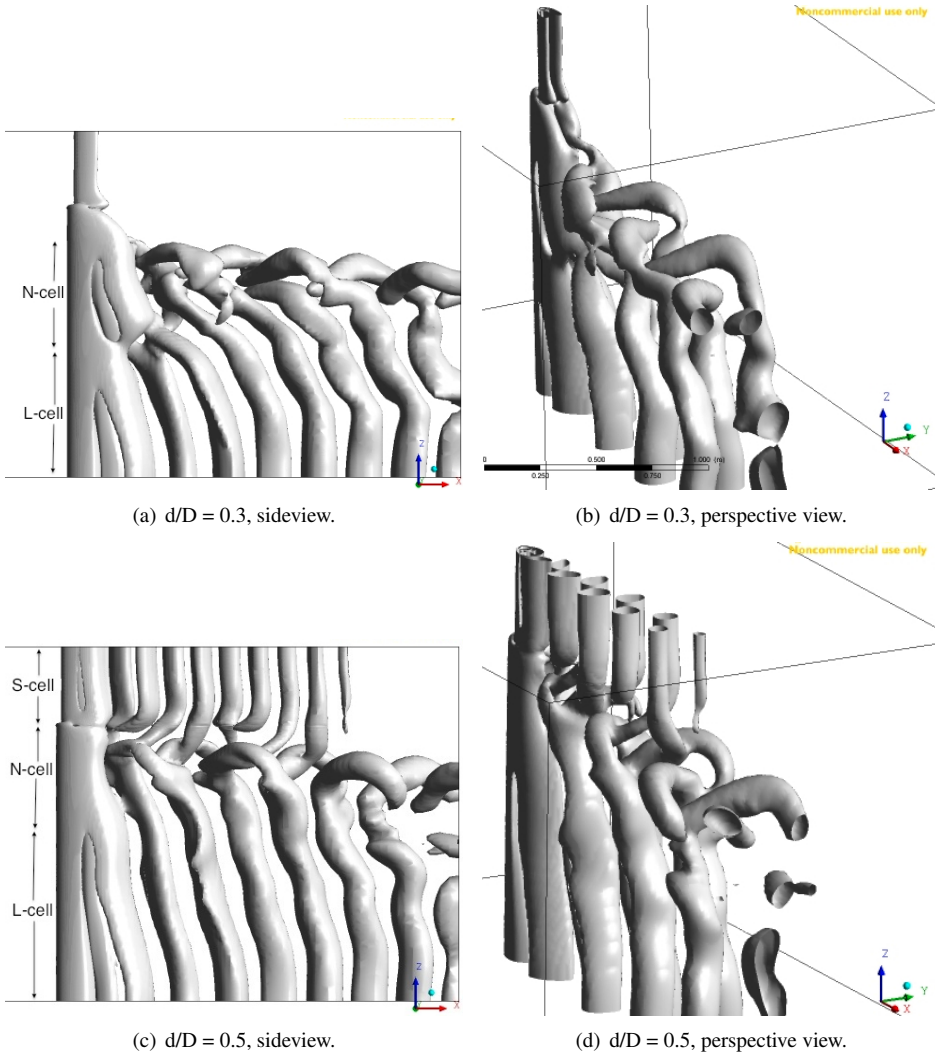 Noncommercial use only
N-cell
L-cell
Z
X
Z
Y
X
0
0.500
1.000 (m)
0.250
0.750
(a) d/D = 0.3, sideview.
(b) d/D = 0.3, perspective view.
Noncommercial use only
S-cell
N-cell
L-cell
Z
X
Z
Y
X
(c) d/D = 0.5, sideview.
(d) d/D = 0.5, perspective view.